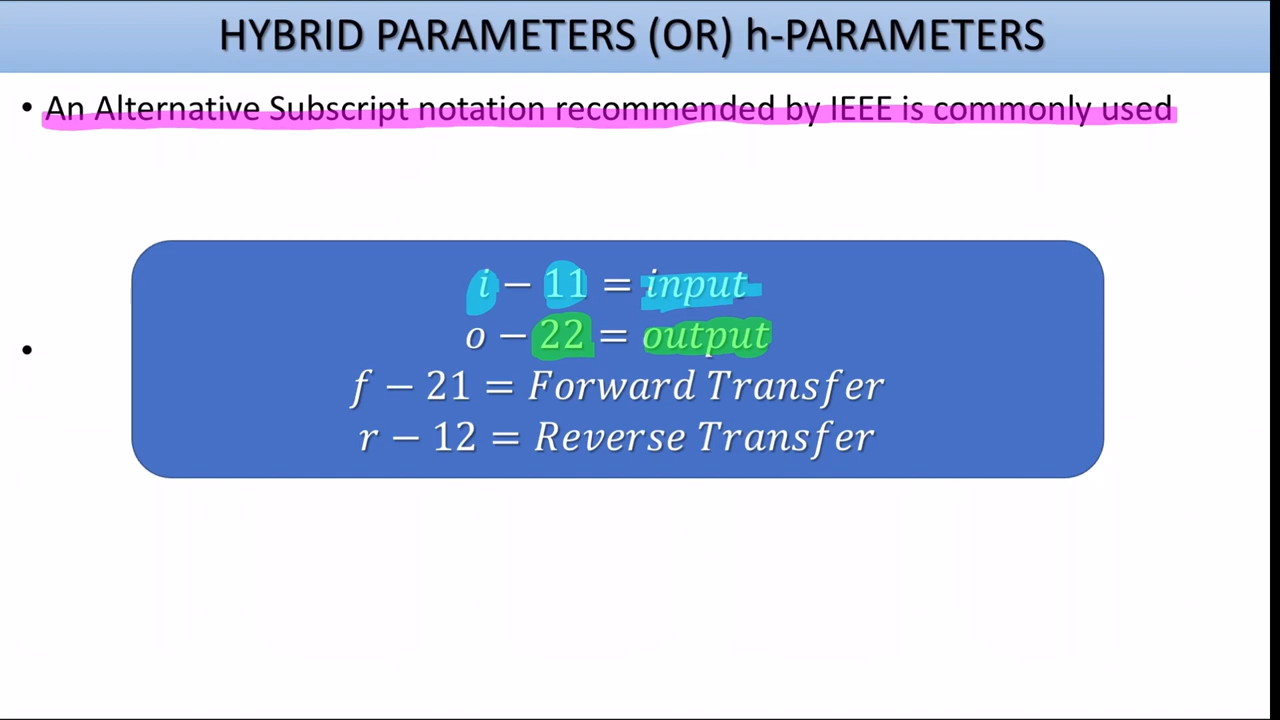 HYBRID PARAMETERS (OR) h-PARAMETERS
• An Alternative Subscript notation recommended by IEEE is commonly used
i − 11 = input
o − 22 = output
•
f − 21 = Forward Transfer
r − 12 = Reverse Transfer